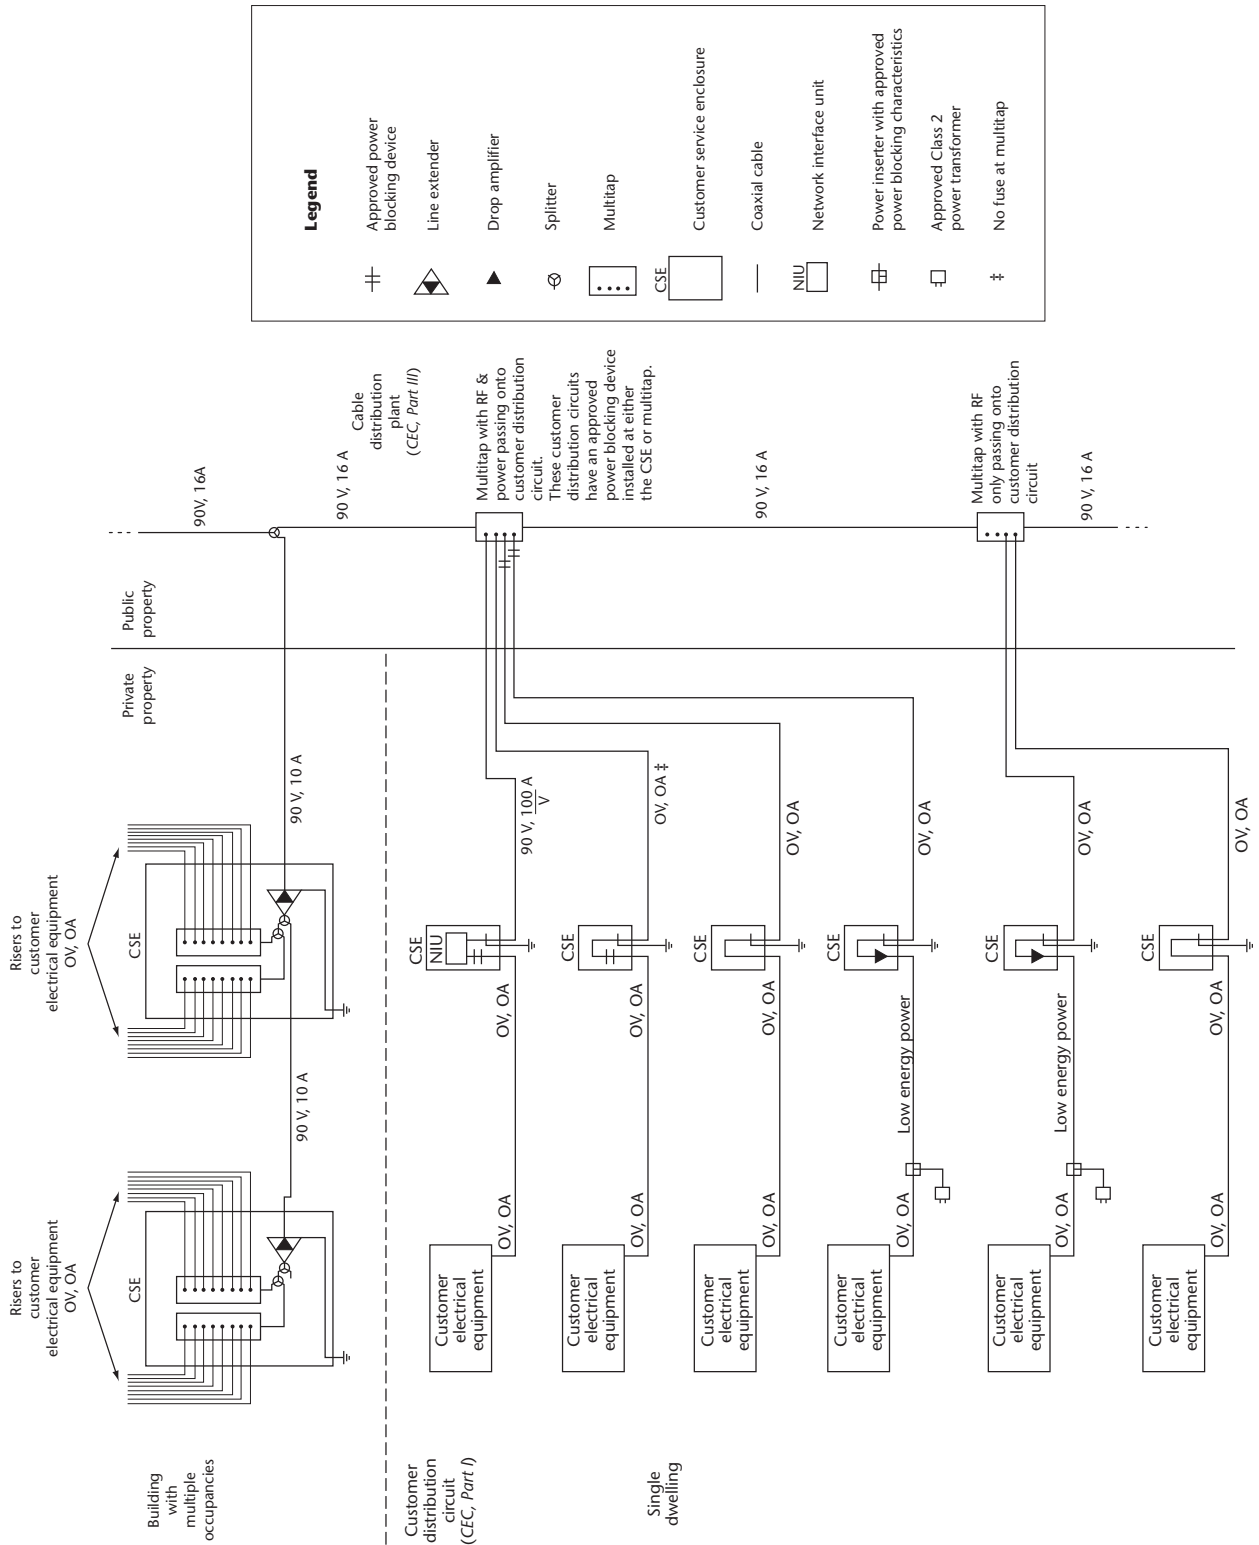 Building
with
multiple
occupancies
Risers to
customer
electrical equipment
OV, OA
CSE
90 V, 10 A
Risers to
customer
electrical equipment
OV, OA
CSE
90 V, 10 A
Private
property
Public
property
90V, 16A
90 V, 16 A
Cable
distribution
plant
(CEC, Part III)
Customer
distribution
circuit
(CEC, Part I)
Single
dwelling
Customer
electrical
equipment
OV, OA
OV, OA
CSE
NIU
90 V, 100 A
V
Multitap with RF &
power passing onto
customer distribution
circuit.
These customer
distribution circuits
have an approved
power blocking device
installed at either
the CSE or multitap.
Customer
electrical
equipment
OV, OA
OV, OA
CSE
OV, OA ‡
Customer
electrical
equipment
OV, OA
OV, OA
CSE
OV, OA
90 V, 16 A
Customer
electrical
equipment
OV, OA
Low energy power
CSE
OV, OA
Customer
electrical
equipment
OV, OA
Low energy power
CSE
OV, OA
Multitap with RF
only passing onto
customer distribution
circuit
90 V, 16 A
Customer
electrical
equipment
OV, OA
OV, OA
CSE
OV, OA
Legend
Approved power
blocking device
Line extender
Drop amplifier
Splitter
Multitap
CSE
Customer service enclosure
Coaxial cable
NIU
Network interface unit
Power inserter with approved
power blocking characteristics
Approved Class 2
power transformer
‡ No fuse at multitap